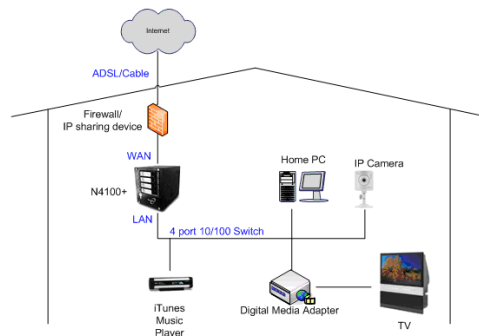 Internet
ADSL/Cable
Firewall/
IP sharing device
WAN
Home PC
IP Camera
N4100+
LAN
4 port 10/100 Switch
iTunes
Music
Player
Digital Media Adapter
TV